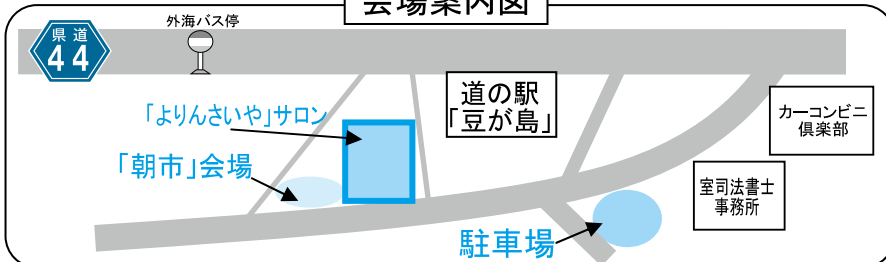 会場案内図
外海バス停
県道
44
道の駅
「豆が島」
カーコンビニ
倶楽部
「よりんさいや」サロン
「朝市」会場
室司法書士
事務所
駐車場